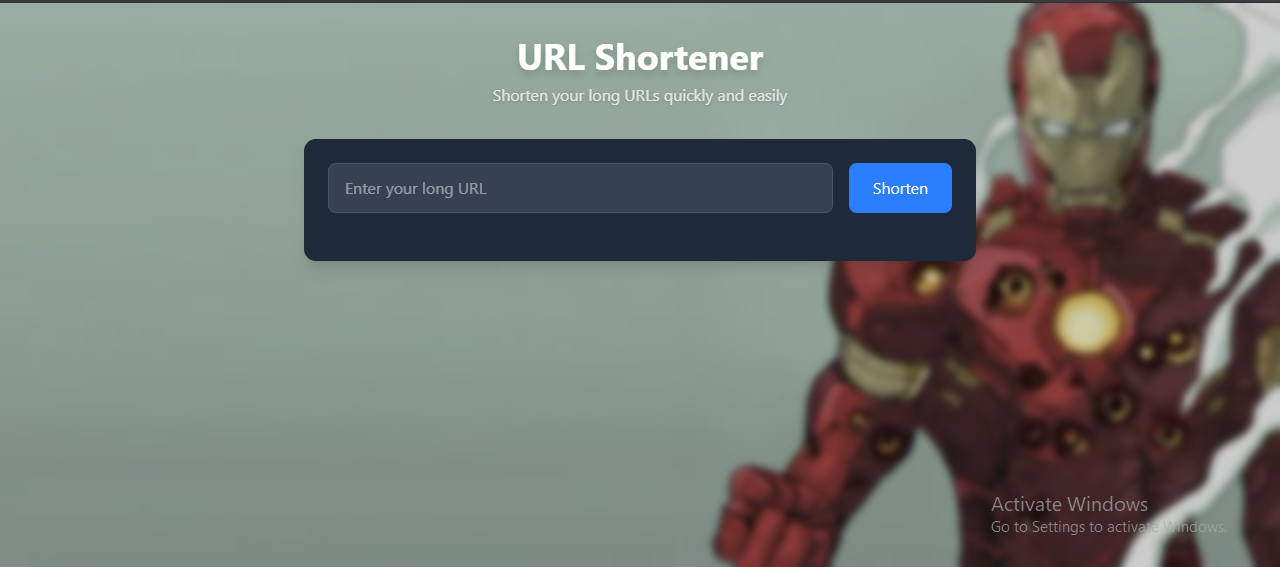 URL Shortener
Shorten your long URLs quickly and easily
Enter your long URL
Shorten
Activate Windows
Go to Settings to activate Windows.